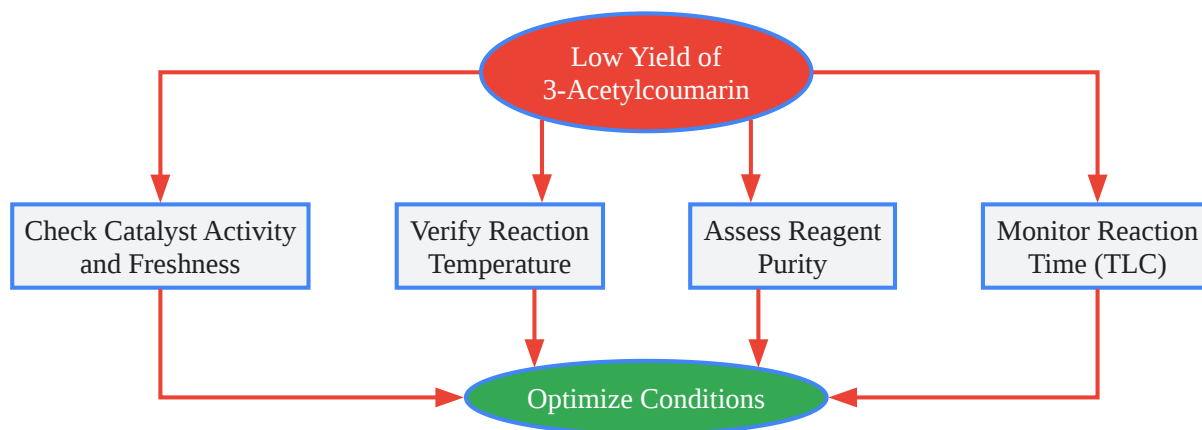 Low Yield of
3-Acetylcoumarin
Check Catalyst Activity
and Freshness
Verify Reaction
Temperature
Assess Reagent
Purity
Monitor Reaction
Time (TLC)
Optimize Conditions